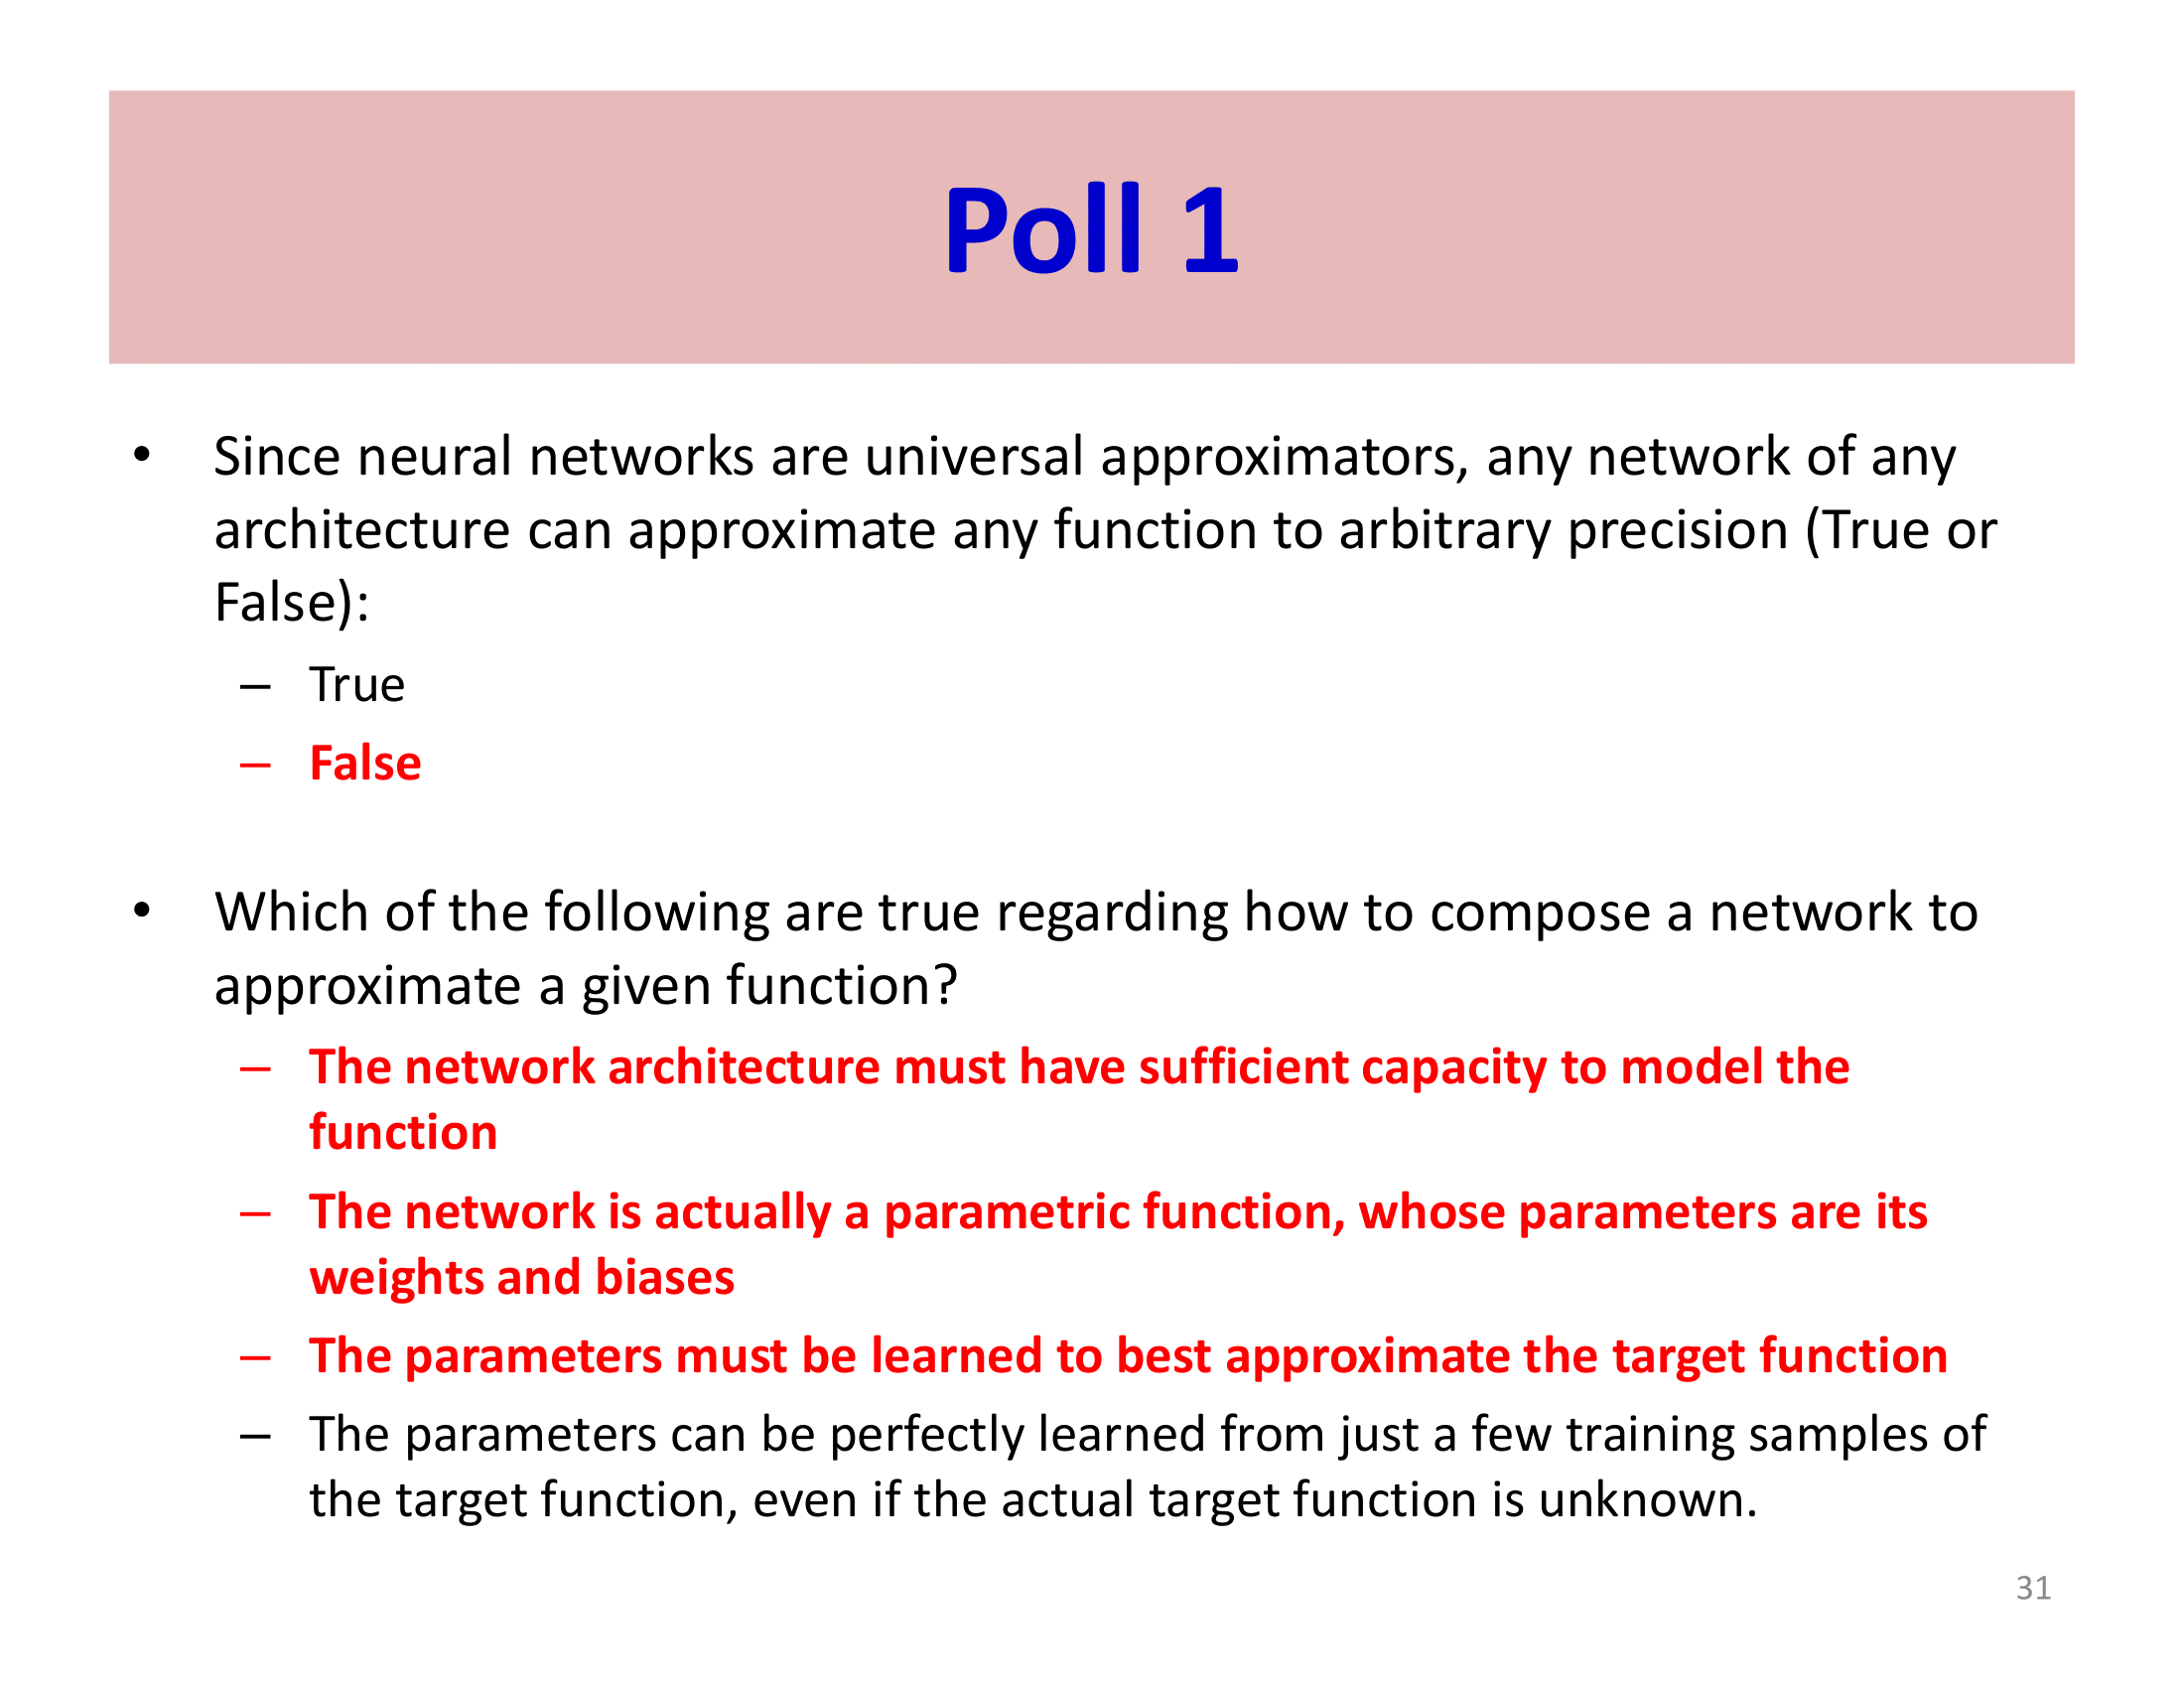 Poll 1
• Since neural networks are universal approximators, any network of any
architecture can approximate any function to arbitrary precision (True or
False):
– True
– False
• Which of the following are true regarding how to compose a network to
approximate a given function?
– The network architecture must have sufficient capacity to model the
function
– The network is actually a parametric function, whose parameters are its
weights and biases
– The parameters must be learned to best approximate the target function
– The parameters can be perfectly learned from just a few training samples of
the target function, even if the actual target function is unknown.
31